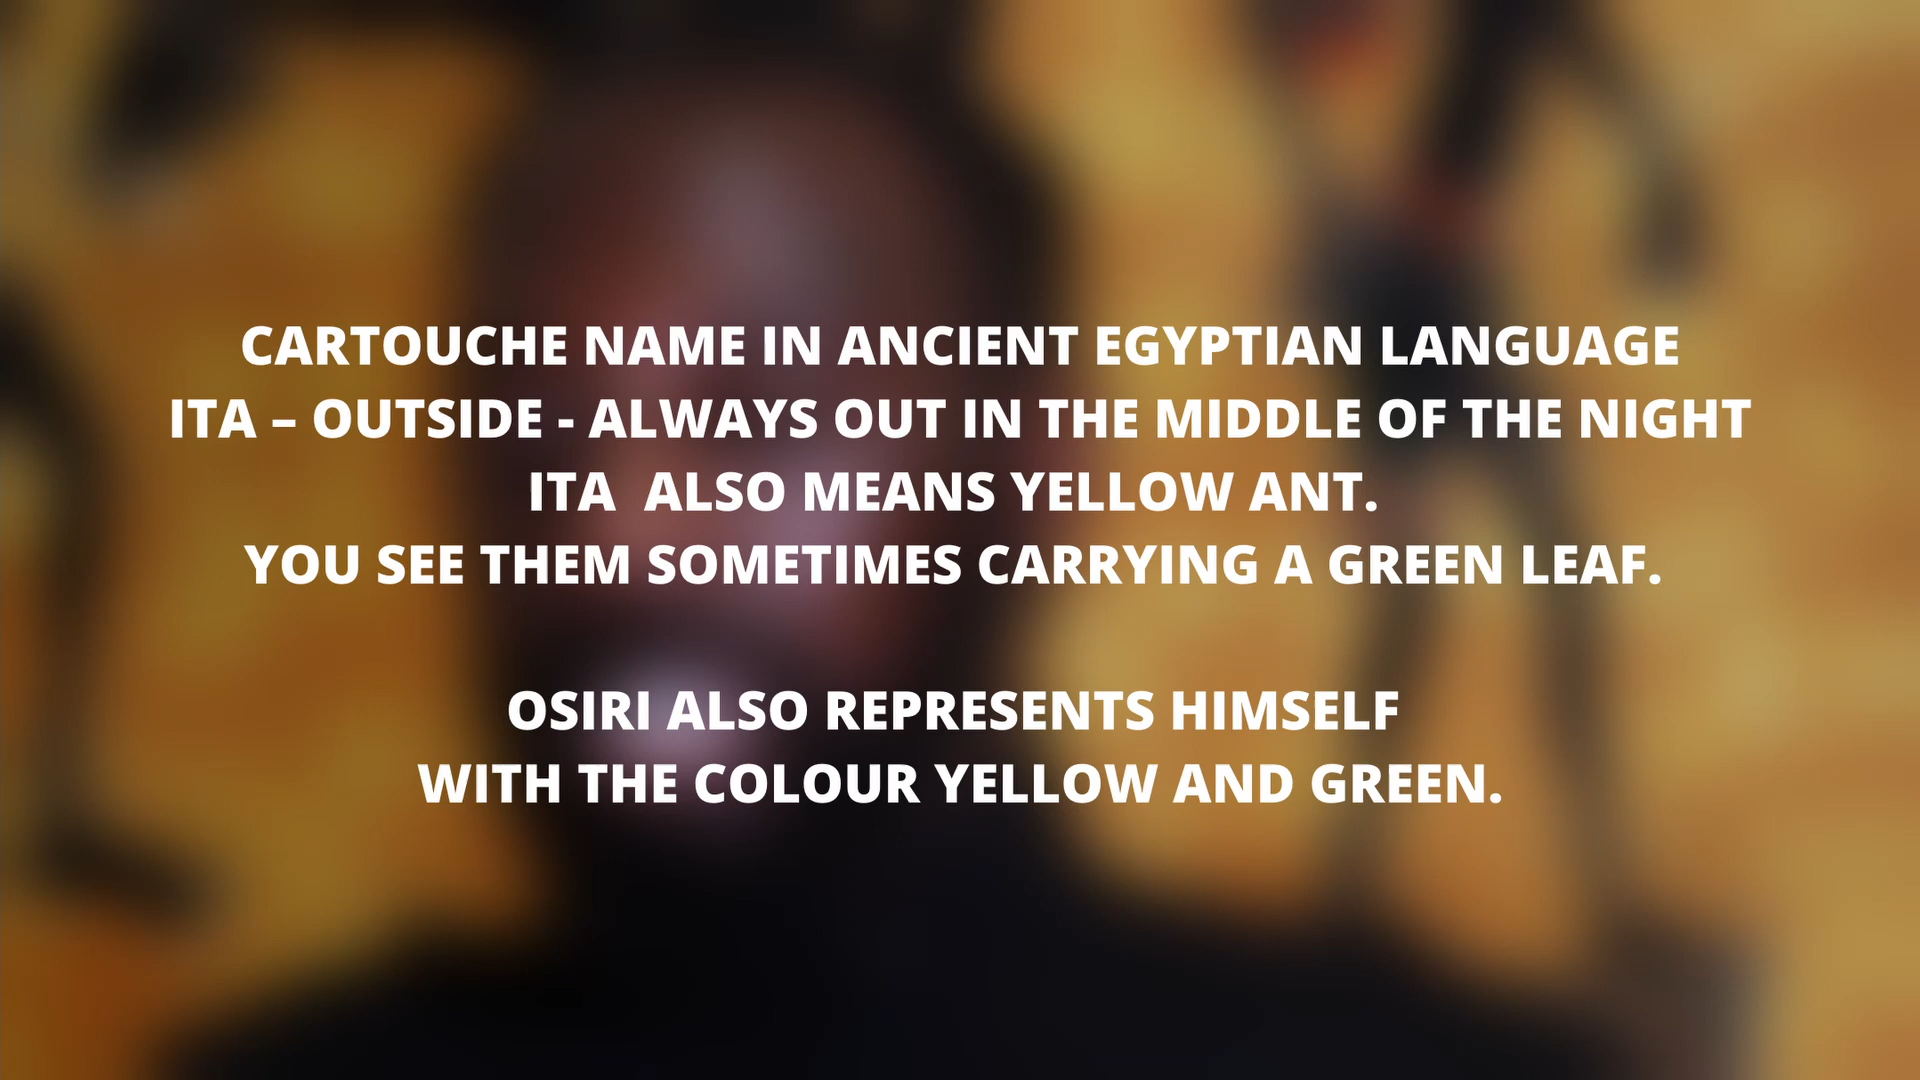 CARTOUCHE NAME IN ANCIENT EGYPTIAN LANGUAGE
ITA – OUTSIDE - ALWAYS OUT IN THE MIDDLE OF THE NIGHT
ITA  ALSO MEANS YELLOW ANT.
YOU SEE THEM SOMETIMES CARRYING A GREEN LEAF.
OSIRI ALSO REPRESENTS HIMSELF
WITH THE COLOUR YELLOW AND GREEN.